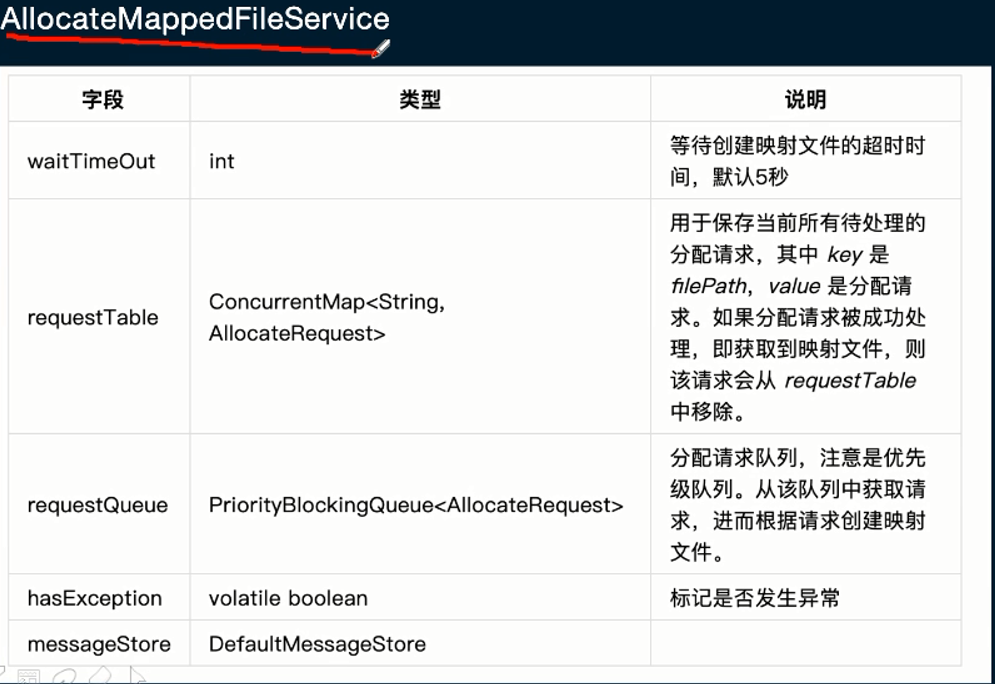 AllocateMappedFileService
字段 类型 说明
waitTimeOut int 等待创建映射文件的超时时
间，默认5秒
requestTable ConcurrentMap<String,
AllocateRequest>
用于保存当前所有待处理的
分配请求，其中 key 是
filePath，value 是分配请
求。如果分配请求被成功处
理，即获取到映射文件，则
该请求会从 requestTable
中移除。
requestQueue PriorityBlockingQueue<AllocateRequest>
分配请求队列，注意是优先
级队列。从该队列中获取请
求，进而根据请求创建映射
文件。
hasException volatile boolean 标记是否发生异常
messageStore DefaultMessageStore